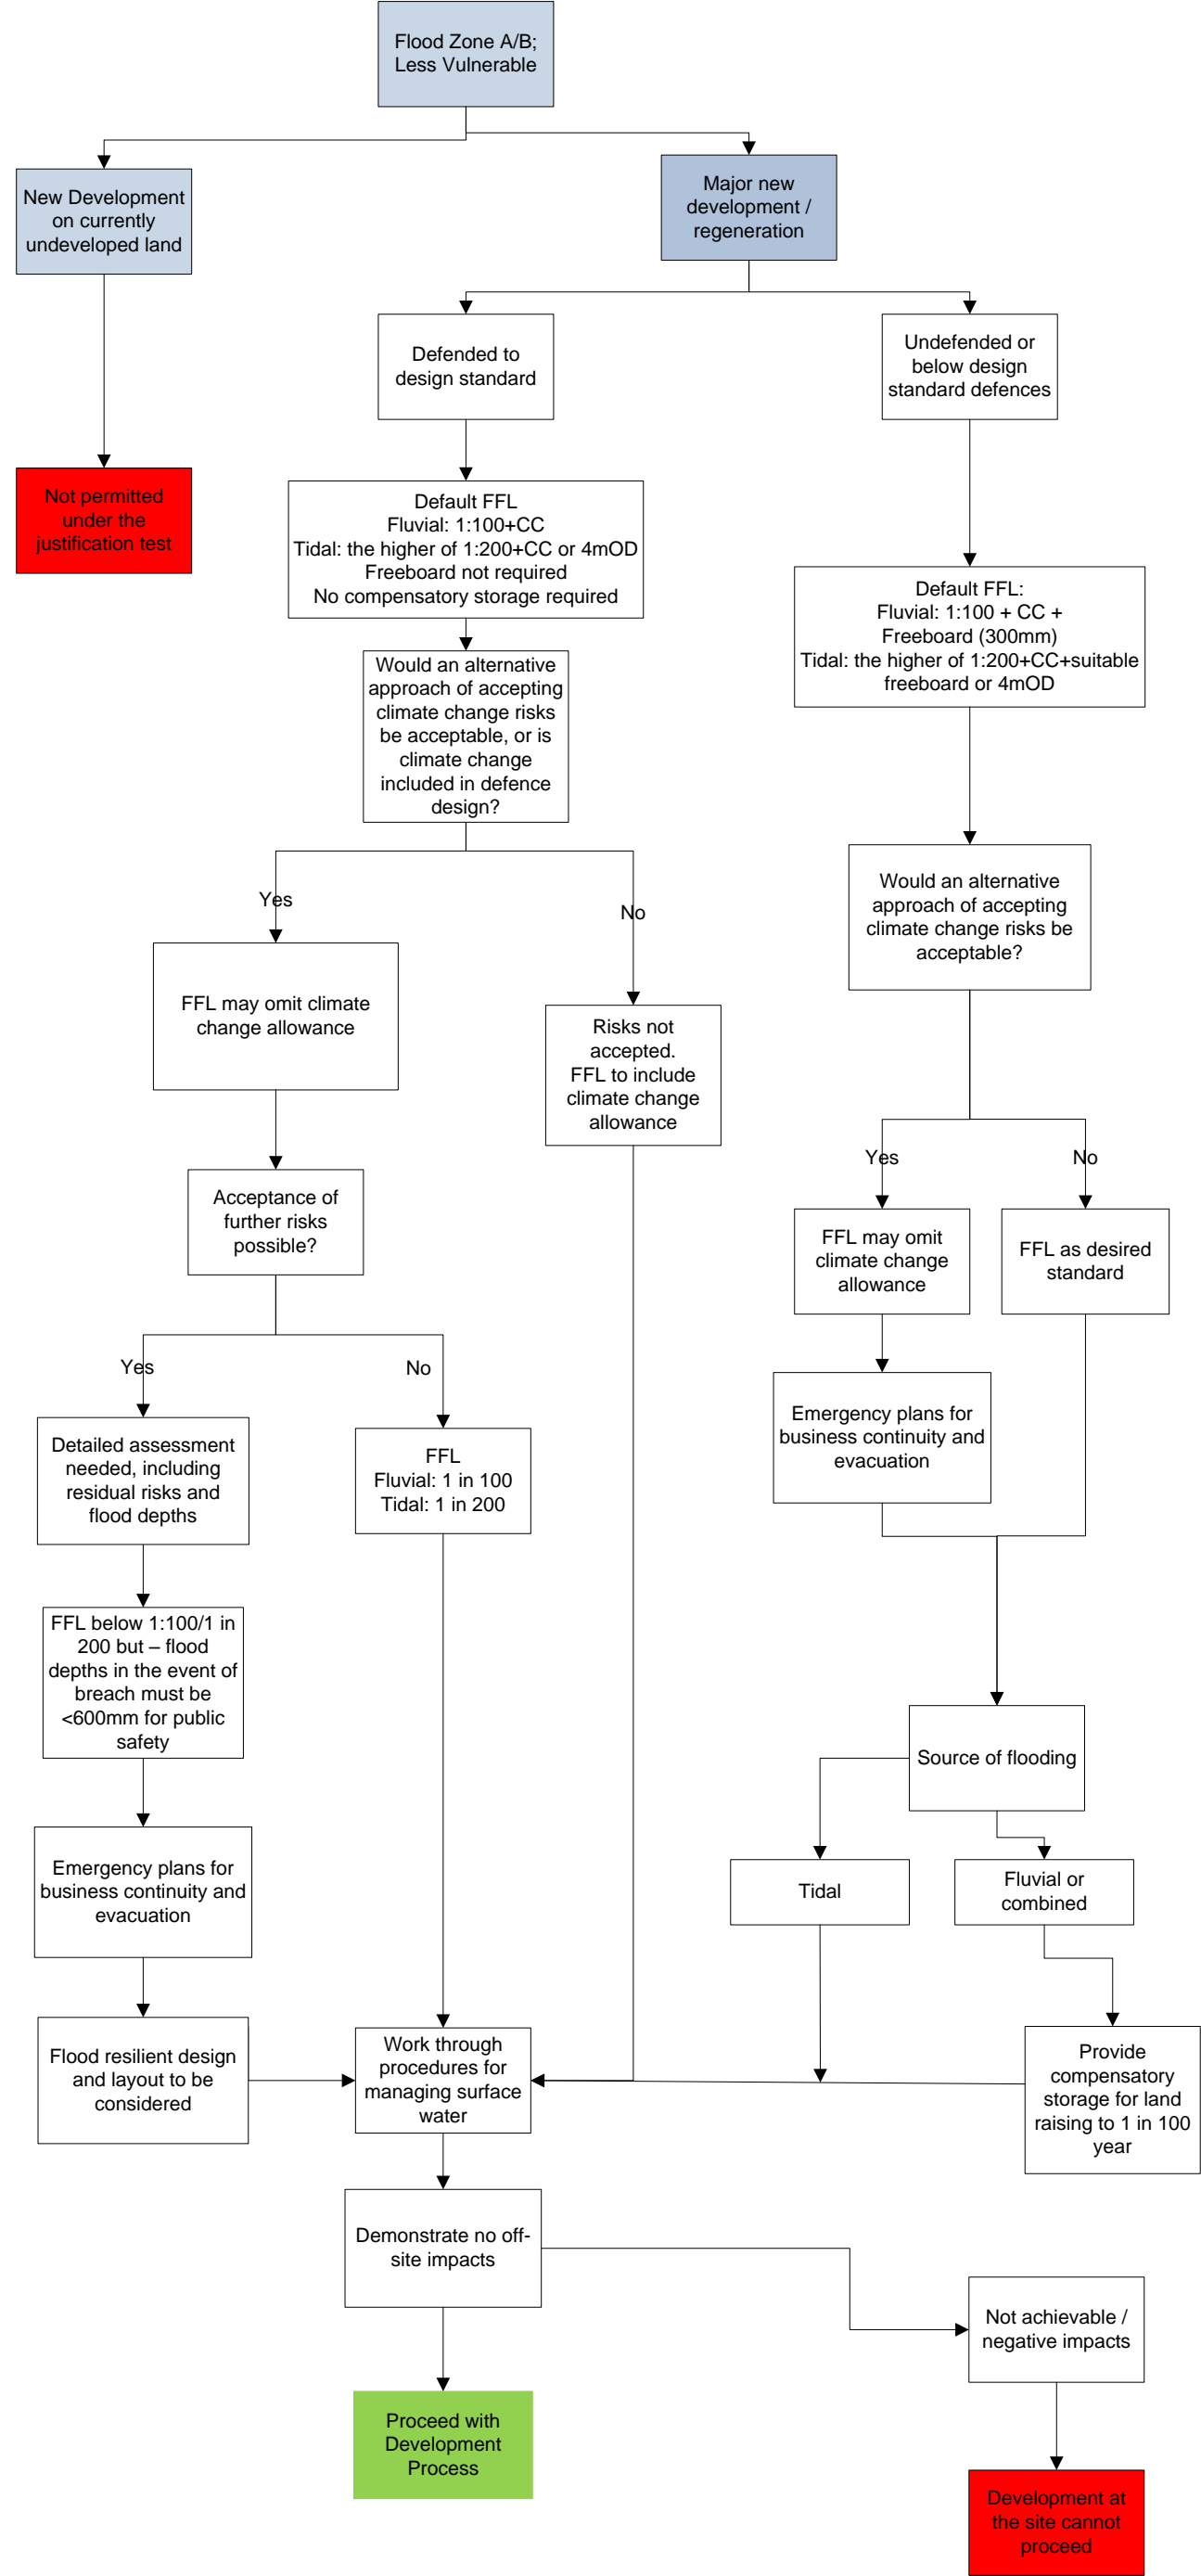 Flood Zone A/B;
Less Vulnerable
New Development
on currently
undeveloped land
Major new
development /
regeneration
Defended to
design standard
Undefended or
below design
standard defences
Not permitted
under the
justification test
Default FFL
Fluvial: 1:100+CC
Tidal: the higher of 1:200+CC or 4mOD
Freeboard not required
No compensatory storage required
Default FFL:
Fluvial: 1:100 + CC +
Freeboard (300mm)
Tidal: the higher of 1:200+CC+suitable
freeboard or 4mOD
Would an alternative
approach of accepting
climate change risks
be acceptable, or is
climate change
included in defence
design?
Would an alternative
approach of accepting
climate change risks be
acceptable?
Yes
No
FFL may omit climate
change allowance
Risks not
accepted.
FFL to include
climate change
allowance
Yes
No
Acceptance of
further risks
possible?
FFL may omit
climate change
allowance
FFL as desired
standard
Yes
No
Detailed assessment
needed, including
residual risks and
flood depths
FFL
Fluvial: 1 in 100
Tidal: 1 in 200
Emergency plans for
business continuity and
evacuation
FFL below 1:100/1 in
200 but – flood
depths in the event of
breach must be
<600mm for public
safety
Source of flooding
Emergency plans for
business continuity and
evacuation
Tidal
Fluvial or
combined
Flood resilient design
and layout to be
considered
Work through
procedures for
managing surface
water
Provide
compensatory
storage for land
raising to 1 in 100
year
Demonstrate no off-
site impacts
Not achievable /
negative impacts
Proceed with
Development
Process
Development at
the site cannot
proceed